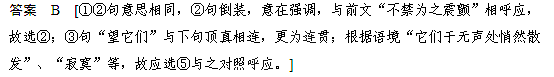 答案　B　[①②句意思相同，②句倒装，意在强调，与前文“不禁为之震颤”相呼应，
故选②；③句“望它们”与下句顶真相连，更为连贯；根据语境“它们于无声处悄然散
发”、“寂寞”等，故应选⑤与之对照呼应。]